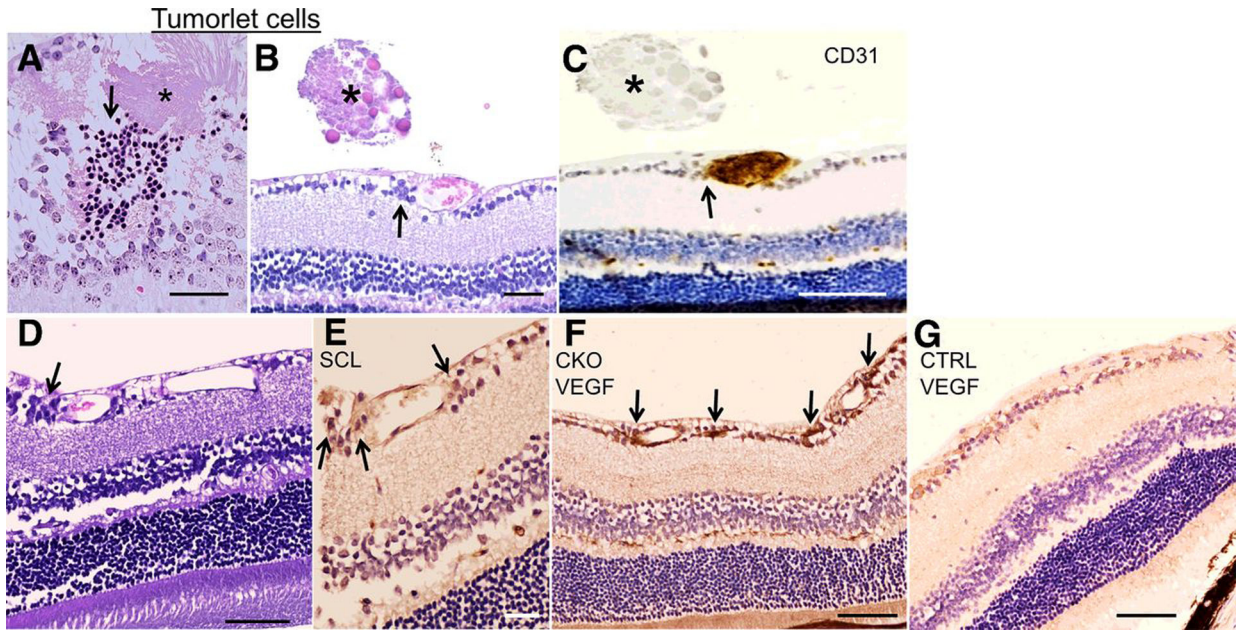 Tumorlet cells
A
*
B
*
C
*
CD31
D
E
SCL
F
CKO
VEGF
G
CTRL
VEGF